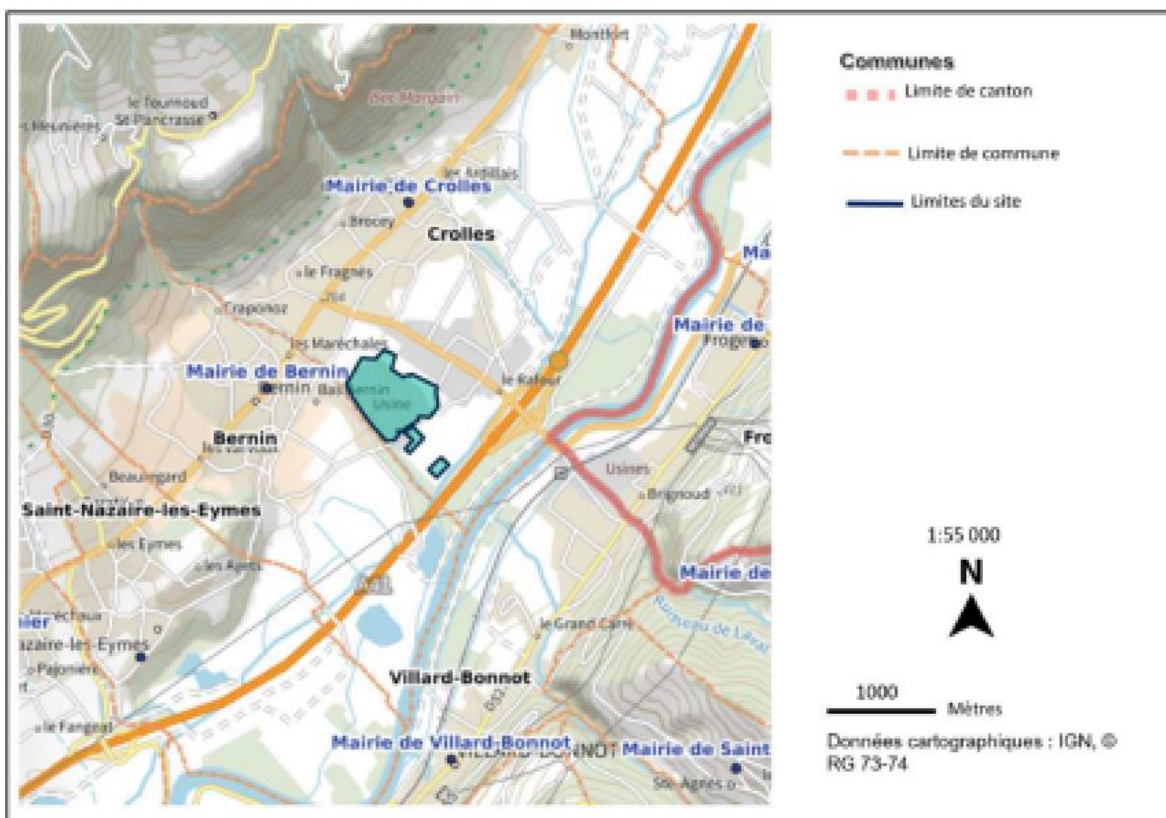 Montfort
le Tournoud
St-Pancrasse
Bec Margain
les Ardillais
Mairie de Crolles
Brocey
Crolles
le Fragnès
Craponoz
les Maréchales
Mairie de Bernin
Bernin
Usine
le Rafour
Mairie de
Froges
Bernin
Usines
Beauregard
Brignoud
Saint-Nazaire-les-Eymes
les Eymes
Mairie de
le Grand Carré
Pajonière
Villard-Bonnot
le Fangeat
Mairie de Villard-Bonnot
Mairie de Saint
VILLARD-BONNOT
Ste-Agnès
Communes
Limite de canton
Limite de commune
Limites du site
1:55 000
N
1000
Mètres
Données cartographiques : IGN, ©
RG 73-74